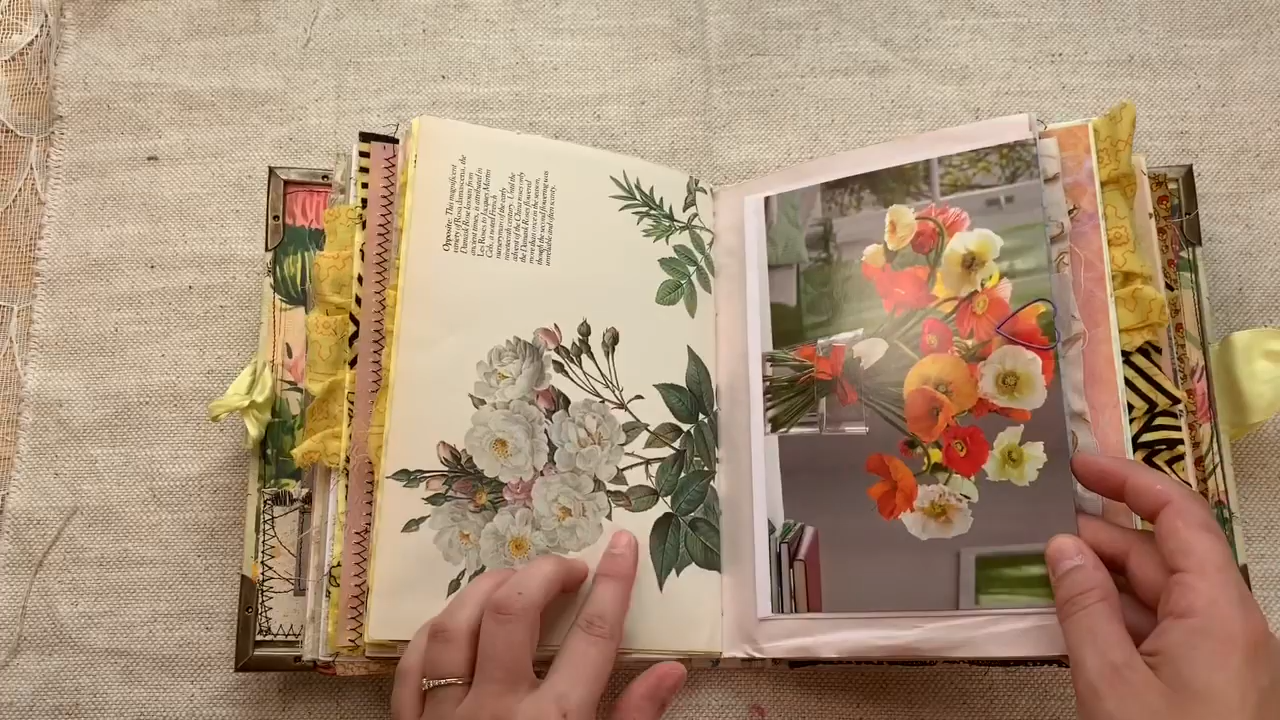 Opposite: This magnificent
centery of Rosa damascena, the
Damask Rose known from
ancient times, is attributed in
Les Roses to Jacques-Martin
Cels, a noted French
nurseryman of the early
nineteenth century. Until the
advent of the China roses only
the Damask Roses flowered
more than once in the season,
though the second flowering was
unreliable and often scanty.